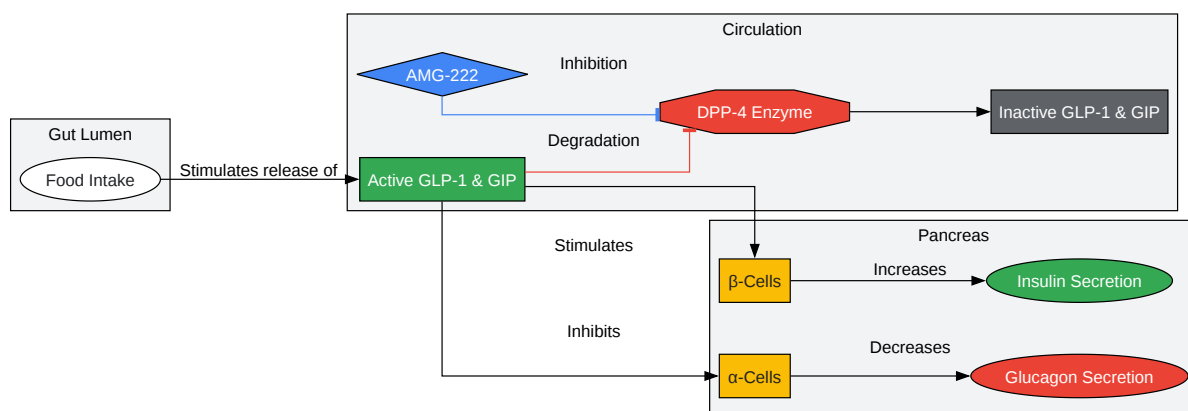 Circulation
AMG-222
Inhibition
DPP-4 Enzyme
Inactive GLP-1 & GIP
Gut Lumen
Degradation
Food Intake
Stimulates release of
Active GLP-1 & GIP
Stimulates
Pancreas
β-Cells
Increases
Insulin Secretion
Inhibits
α-Cells
Decreases
Glucagon Secretion